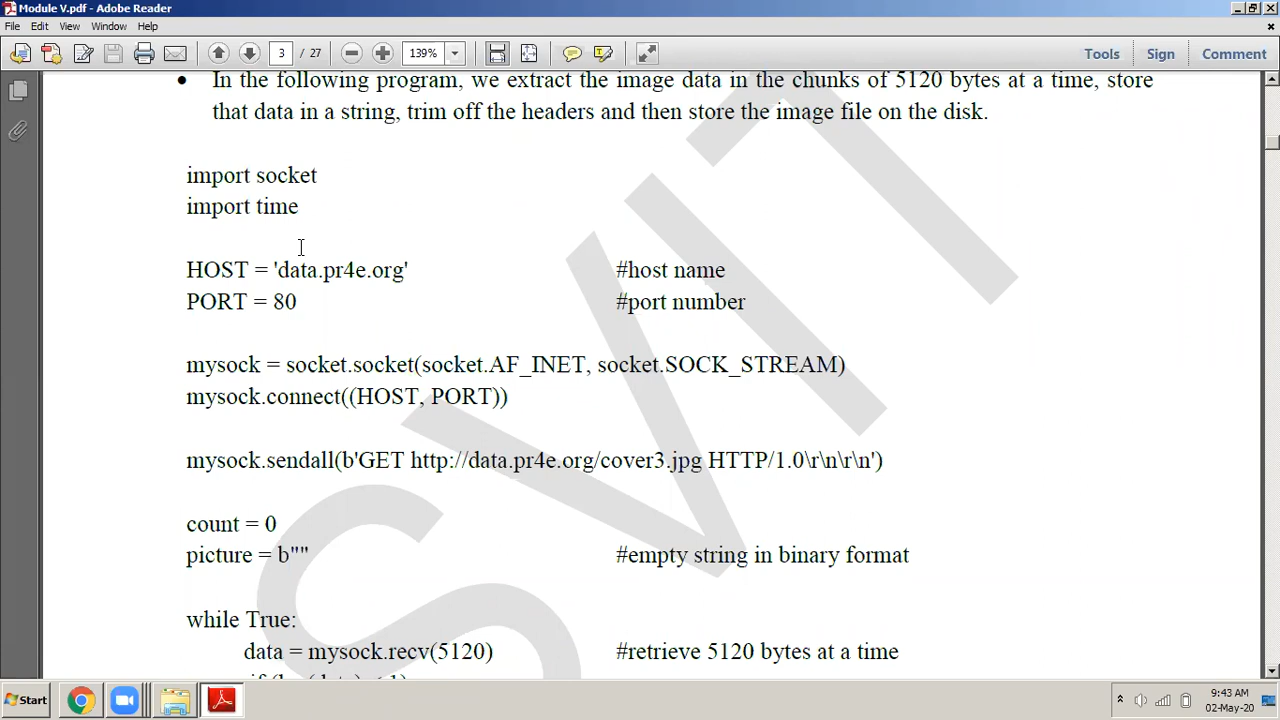 Module V.pdf - Adobe Reader
File Edit View Window Help
3 / 27 139% Tools Sign Comment
• In the following program, we extract the image data in the chunks of 5120 bytes at a time, store
that data in a string, trim off the headers and then store the image file on the disk.
import socket
import time
HOST = 'data.pr4e.org' #host name
PORT = 80 #port number
mysock = socket.socket(socket.AF_INET, socket.SOCK_STREAM)
mysock.connect((HOST, PORT))
mysock.sendall(b'GET http://data.pr4e.org/cover3.jpg HTTP/1.0\r\n\r\n')
count = 0
picture = b"" #empty string in binary format
while True:
data = mysock.recv(5120) #retrieve 5120 bytes at a time
SVIT
Start 9:43 AM
02-May-20